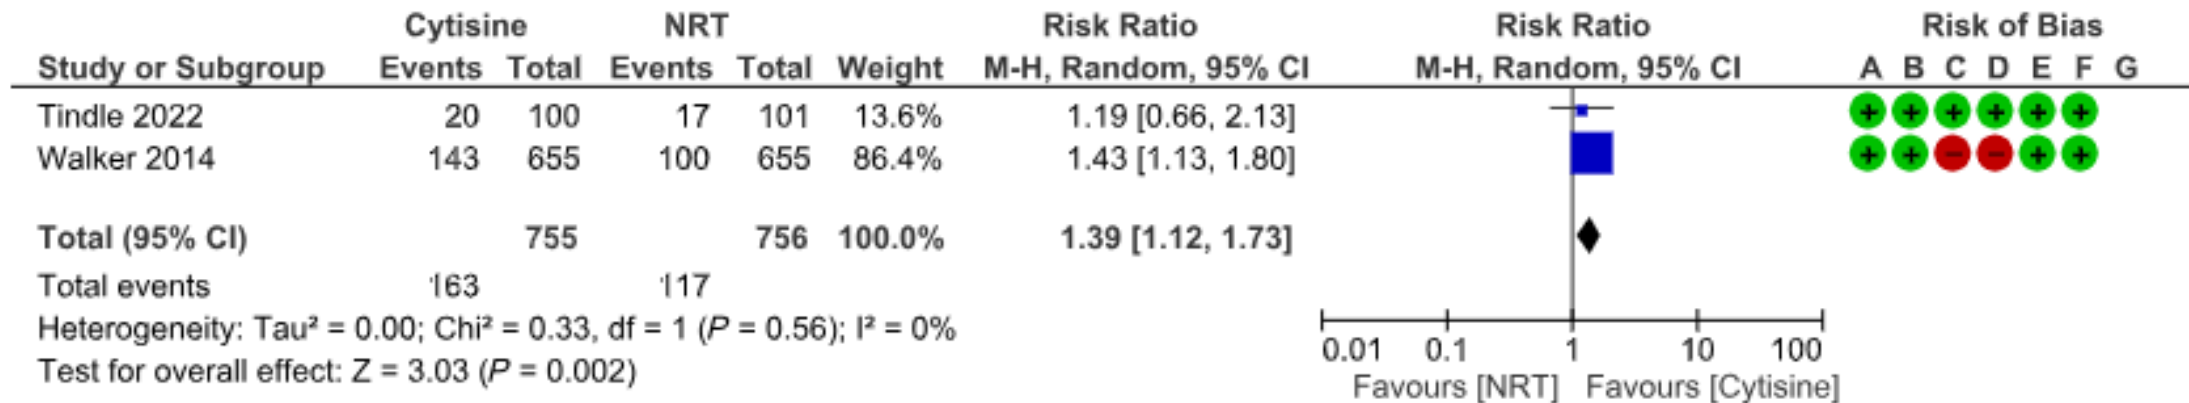 Cytisine NRT Risk Ratio Risk Ratio Risk of Bias
Study or Subgroup Events Total Events Total Weight M-H, Random, 95% CI M-H, Random, 95% CI A B C D E F G
Tindle 2022 20 100 17 101 13.6% 1.19 [0.66, 2.13] + + + + + +
Walker 2014 143 655 100 655 86.4% 1.43 [1.13, 1.80] + + − − + +
Total (95% CI) 755 756 100.0% 1.39 [1.12, 1.73]
Total events 163 117
Heterogeneity: Tau² = 0.00; Chi² = 0.33, df = 1 (P = 0.56); I² = 0%
Test for overall effect: Z = 3.03 (P = 0.002)
0.01 0.1 1 10 100
Favours [NRT] Favours [Cytisine]